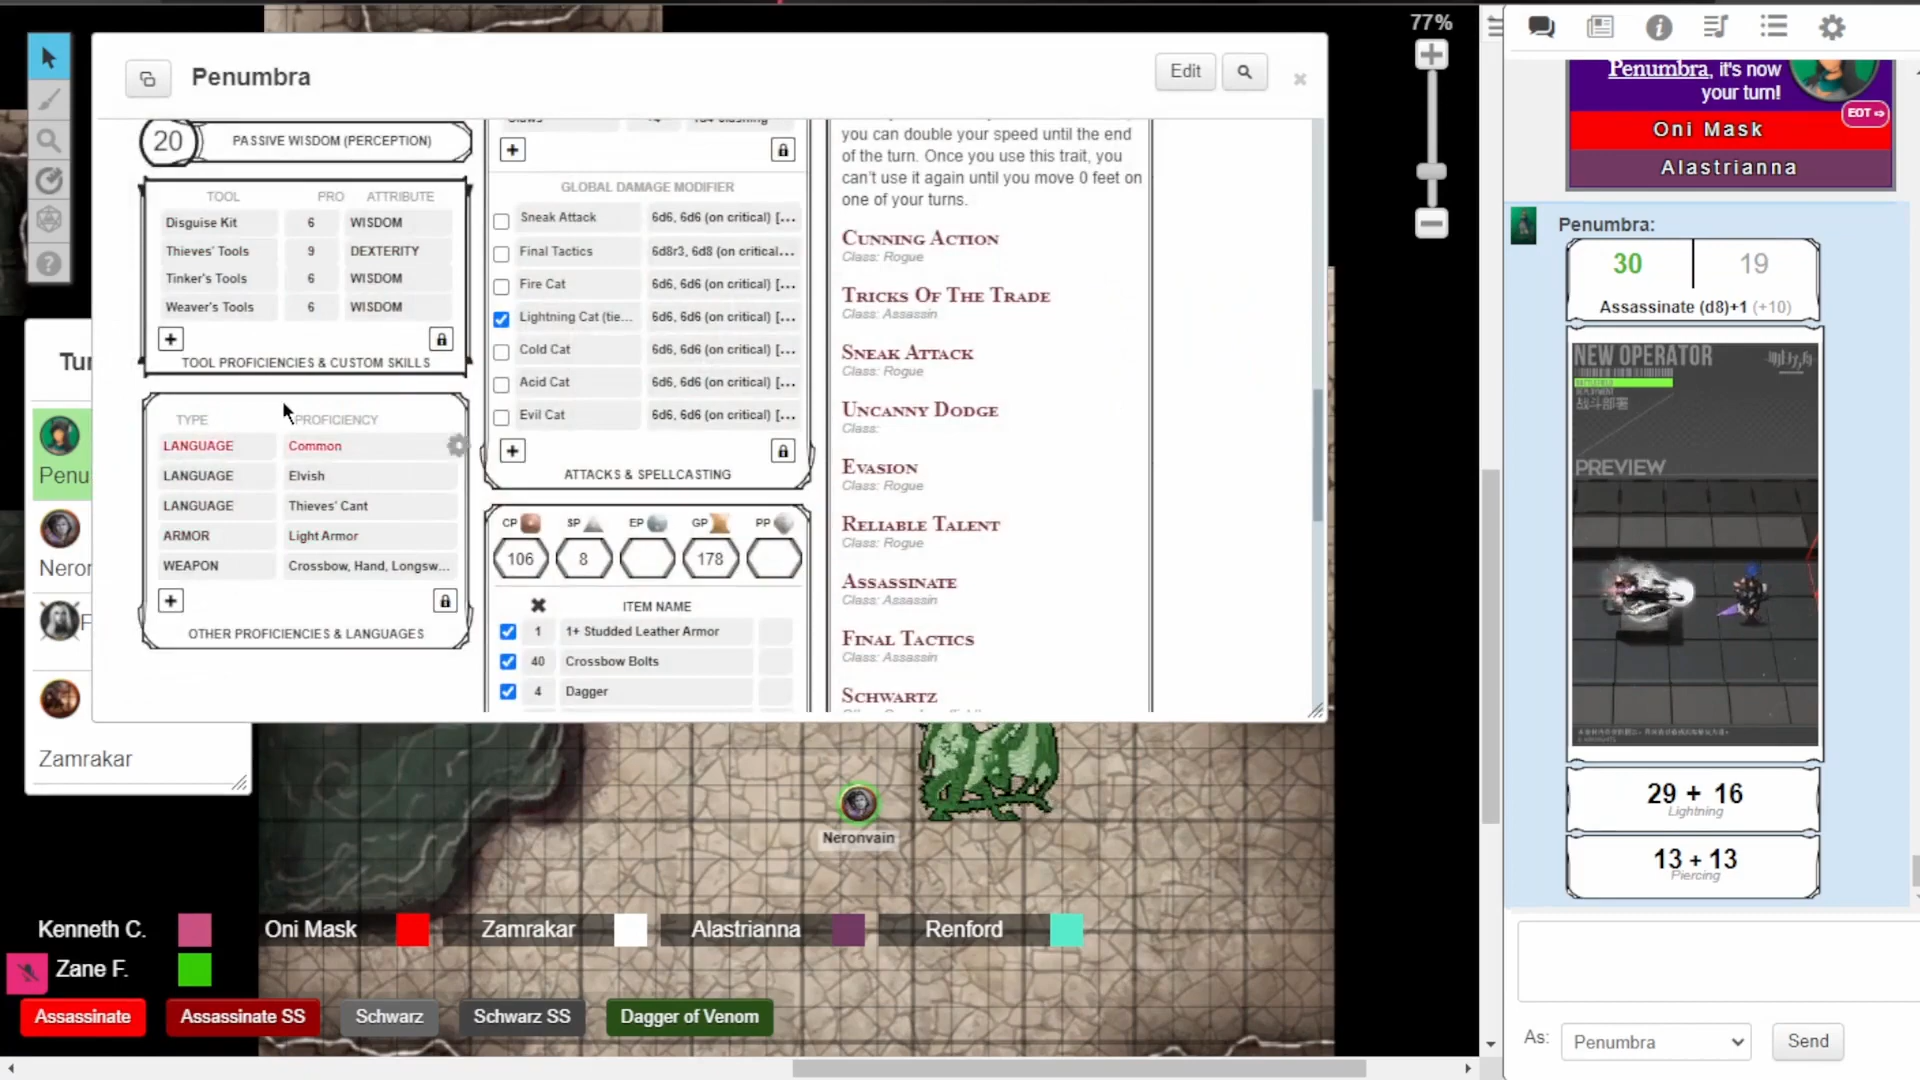 77%
Penumbra
Edit
20
PASSIVE WISDOM (PERCEPTION)
TOOL PRO ATTRIBUTE
Disguise Kit 6 WISDOM
Thieves' Tools 9 DEXTERITY
Tinker's Tools 6 WISDOM
Weaver's Tools 6 WISDOM
TOOL PROFICIENCIES & CUSTOM SKILLS
TYPE PROFICIENCY
LANGUAGE Common
LANGUAGE Elvish
LANGUAGE Thieves' Cant
ARMOR Light Armor
WEAPON Crossbow, Hand, Longsw...
OTHER PROFICIENCIES & LANGUAGES
GLOBAL DAMAGE MODIFIER
Sneak Attack 6d6, 6d6 (on critical) [...
Final Tactics 6d8r3, 6d8 (on critical...
Fire Cat 6d6, 6d6 (on critical) [...
Lightning Cat (tie... 6d6, 6d6 (on critical) [...
Cold Cat 6d6, 6d6 (on critical) [...
Acid Cat 6d6, 6d6 (on critical) [...
Evil Cat 6d6, 6d6 (on critical) [...
ATTACKS & SPELLCASTING
CP SP EP GP PP
106 8 178
ITEM NAME
1 1+ Studded Leather Armor
40 Crossbow Bolts
4 Dagger
you can double your speed until the end
of the turn. Once you use this trait, you
can't use it again until you move 0 feet on
one of your turns.
CUNNING ACTION
Class: Rogue
TRICKS OF THE TRADE
Class: Assassin
SNEAK ATTACK
Class: Rogue
UNCANNY DODGE
Class:
EVASION
Class: Rogue
RELIABLE TALENT
Class: Rogue
ASSASSINATE
Class: Assassin
FINAL TACTICS
Class: Assassin
SCHWARTZ
Tur
Penu
Neron
F
Zamrakar
Neronvain
Kenneth C.
Oni Mask
Zamrakar
Alastrianna
Renford
Zane F.
Assassinate
Assassinate SS
Schwarz
Schwarz SS
Dagger of Venom
Penumbra, it's now
your turn!
EOT ⇨
Oni Mask
Alastrianna
Penumbra:
30 19
Assassinate (d8)+1 (+10)
NEW OPERATOR
战斗部署
PREVIEW
29 + 16
Lightning
13 + 13
Piercing
As: Penumbra
Send